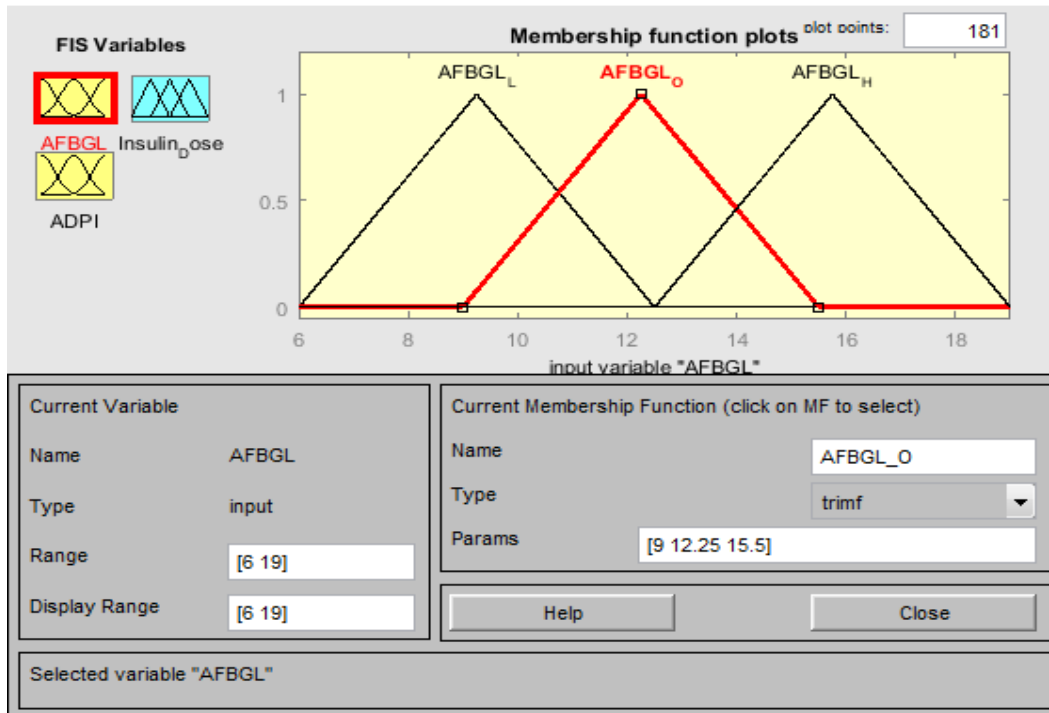 FIS Variables
AFBGL
Insulin_Dose
ADPI
Membership function plots
plot points:
181
AFBGL_L
AFBGL_O
AFBGL_H
1
0.5
0
6 8 10 12 14 16 18
input variable "AFBGL"
Current Variable
Name AFBGL
Type input
Range [6 19]
Display Range [6 19]
Current Membership Function (click on MF to select)
Name AFBGL_O
Type trimf
Params [9 12.25 15.5]
Help Close
Selected variable "AFBGL"